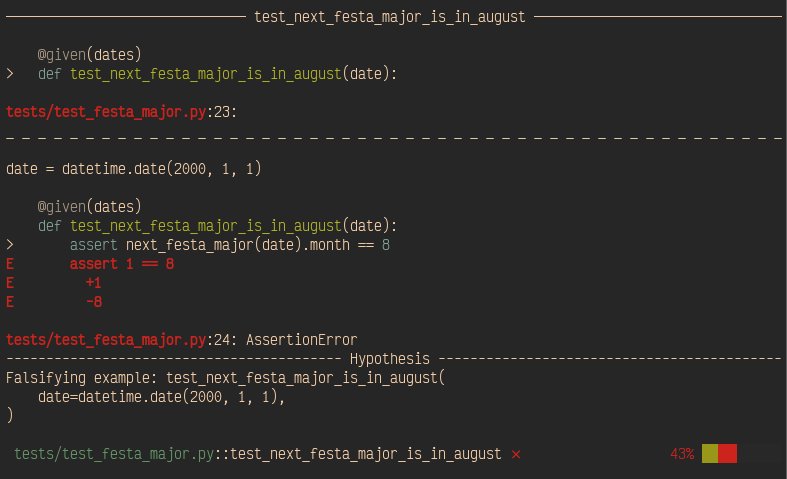 test_next_festa_major_is_in_august
@given(dates)
> def test_next_festa_major_is_in_august(date):
tests/test_festa_major.py:23:
_ _ _ _ _ _ _ _ _ _ _ _ _ _ _ _ _ _ _ _ _ _ _ _ _ _ _ _ _ _ _ _ _ _ _ _ _ _ _ _ _ _ _ _ _ _ _ _ _
date = datetime.date(2000, 1, 1)
@given(dates)
def test_next_festa_major_is_in_august(date):
> assert next_festa_major(date).month == 8
E assert 1 == 8
E +1
E -8
tests/test_festa_major.py:24: AssertionError
------------------------------------------ Hypothesis -------------------------------------------
Falsifying example: test_next_festa_major_is_in_august(
date=datetime.date(2000, 1, 1),
)
tests/test_festa_major.py::test_next_festa_major_is_in_august ✗ 43%